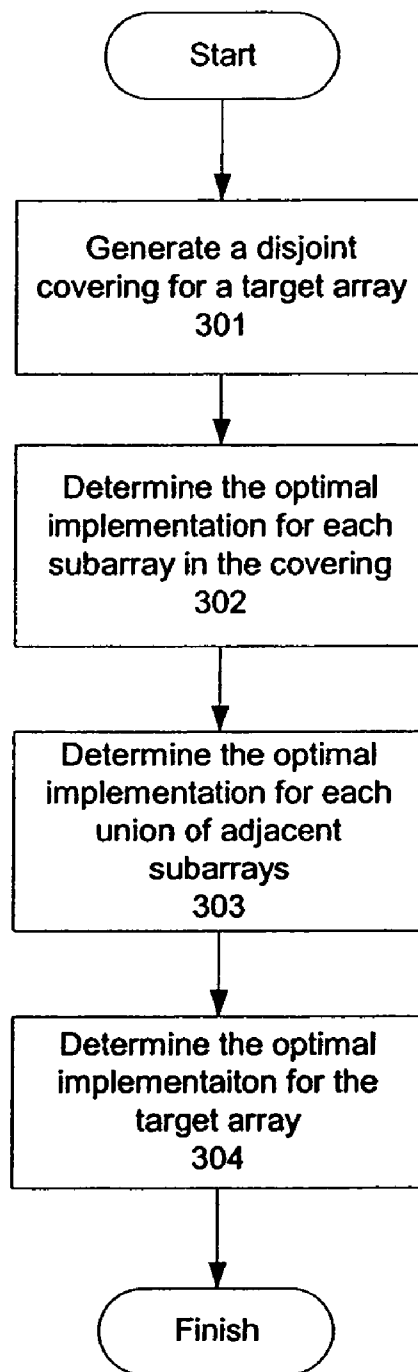 Start
Generate a disjoint
covering for a target array
301
Determine the optimal
implementation for each
subarray in the covering
302
Determine the optimal
implementation for each
union of adjacent
subarrays
303
Determine the optimal
implementaiton for the
target array
304
Finish